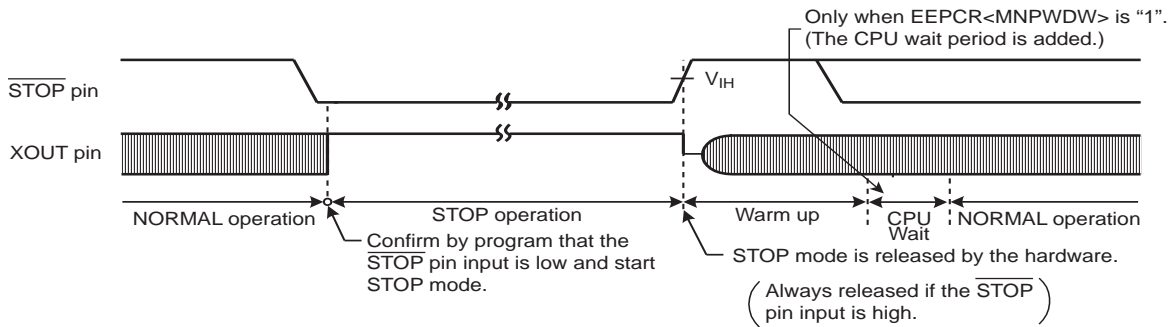 Only when EEPCR<MNPWDW> is “1”.
(The CPU wait period is added.)
STOP pin
VIH
XOUT pin
NORMAL operation
STOP operation
Warm up
CPU
Wait
NORMAL operation
Confirm by program that the
STOP pin input is low and start
STOP mode.
STOP mode is released by the hardware.
(Always released if the STOP
pin input is high.)